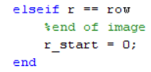 elseif r == row
%end of image
r_start = 0;
end